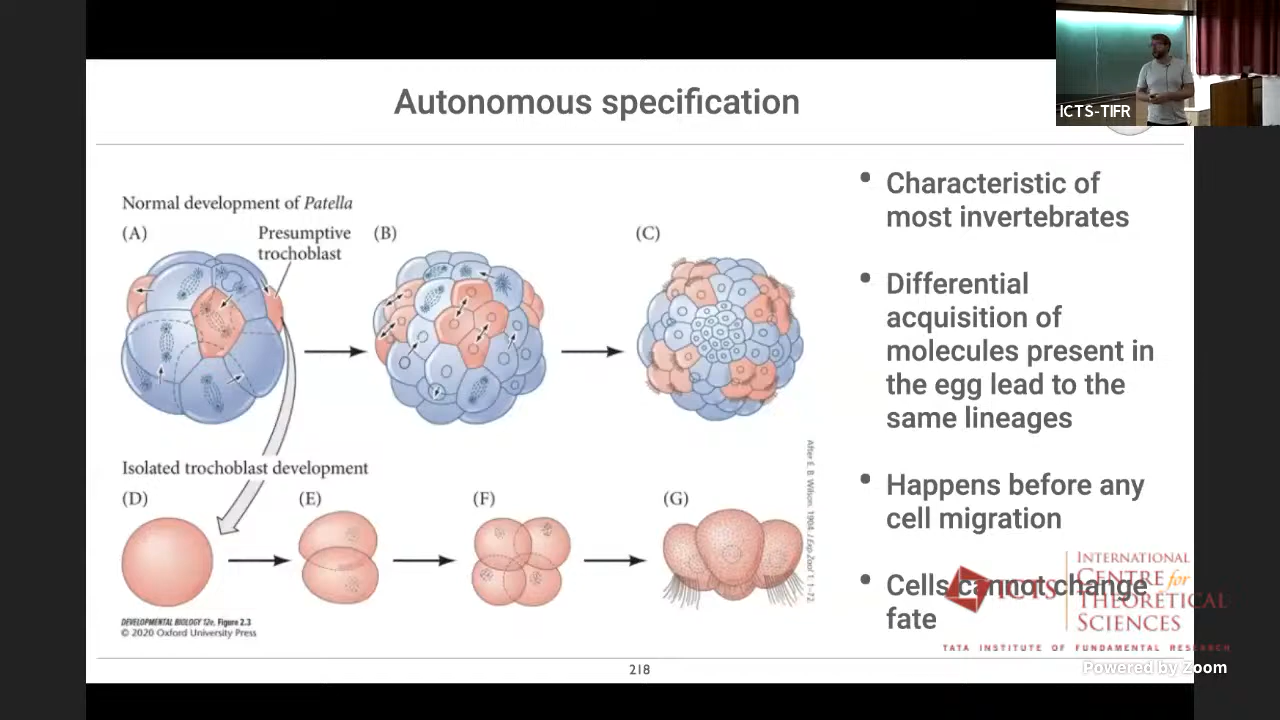 Autonomous specification
ICTS-TIFR
Normal development of Patella
(A)
Presumptive
trochoblast
(B)
(C)
Isolated trochoblast development
(D)
(E)
(F)
(G)
After E. B. Wilson. 1904. J Exp Zool 1: 1–72.
DEVELOPMENTAL BIOLOGY 12e, Figure 2.3
© 2020 Oxford University Press
• Characteristic of
most invertebrates
• Differential
acquisition of
molecules present in
the egg lead to the
same lineages
• Happens before any
cell migration
• Cells cannot change
fate
ICTS
INTERNATIONAL
CENTRE for
THEORETICAL
SCIENCES
TATA INSTITUTE OF FUNDAMENTAL RESEARCH
218
Powered by Zoom